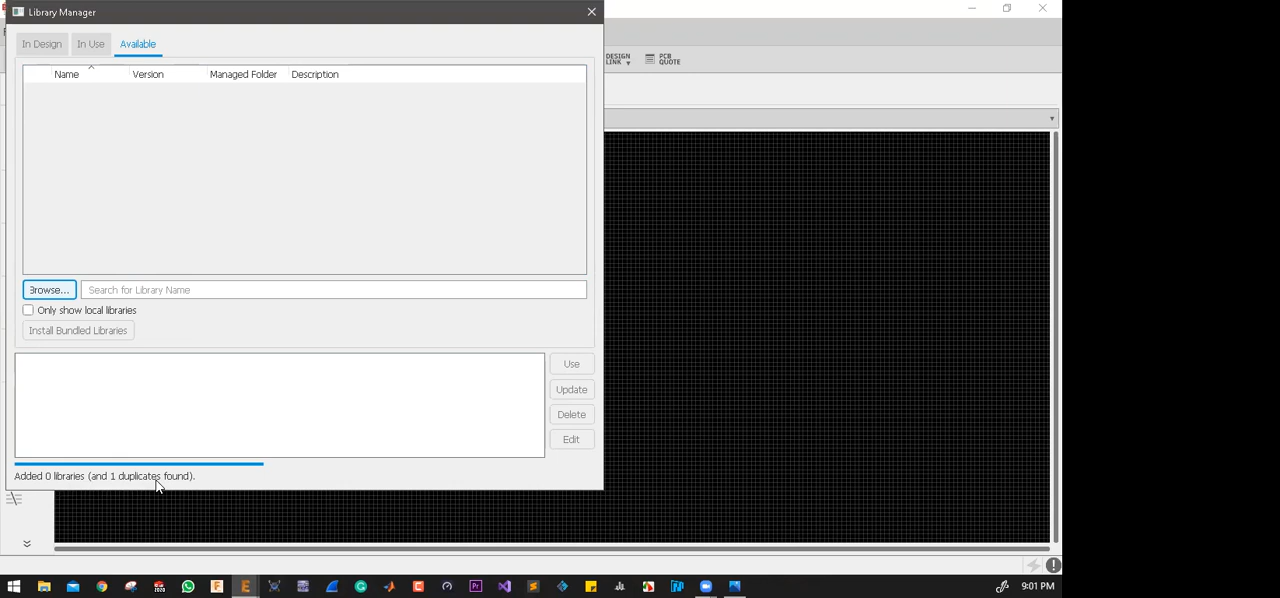 Library Manager
In Design
In Use
Available
Name
Version
Managed Folder
Description
Browse...
Search for Library Name
Only show local libraries
Install Bundled Libraries
Use
Update
Delete
Edit
Added 0 libraries (and 1 duplicates found).
DESIGN
LINK
PCB
QUOTE
9:01 PM